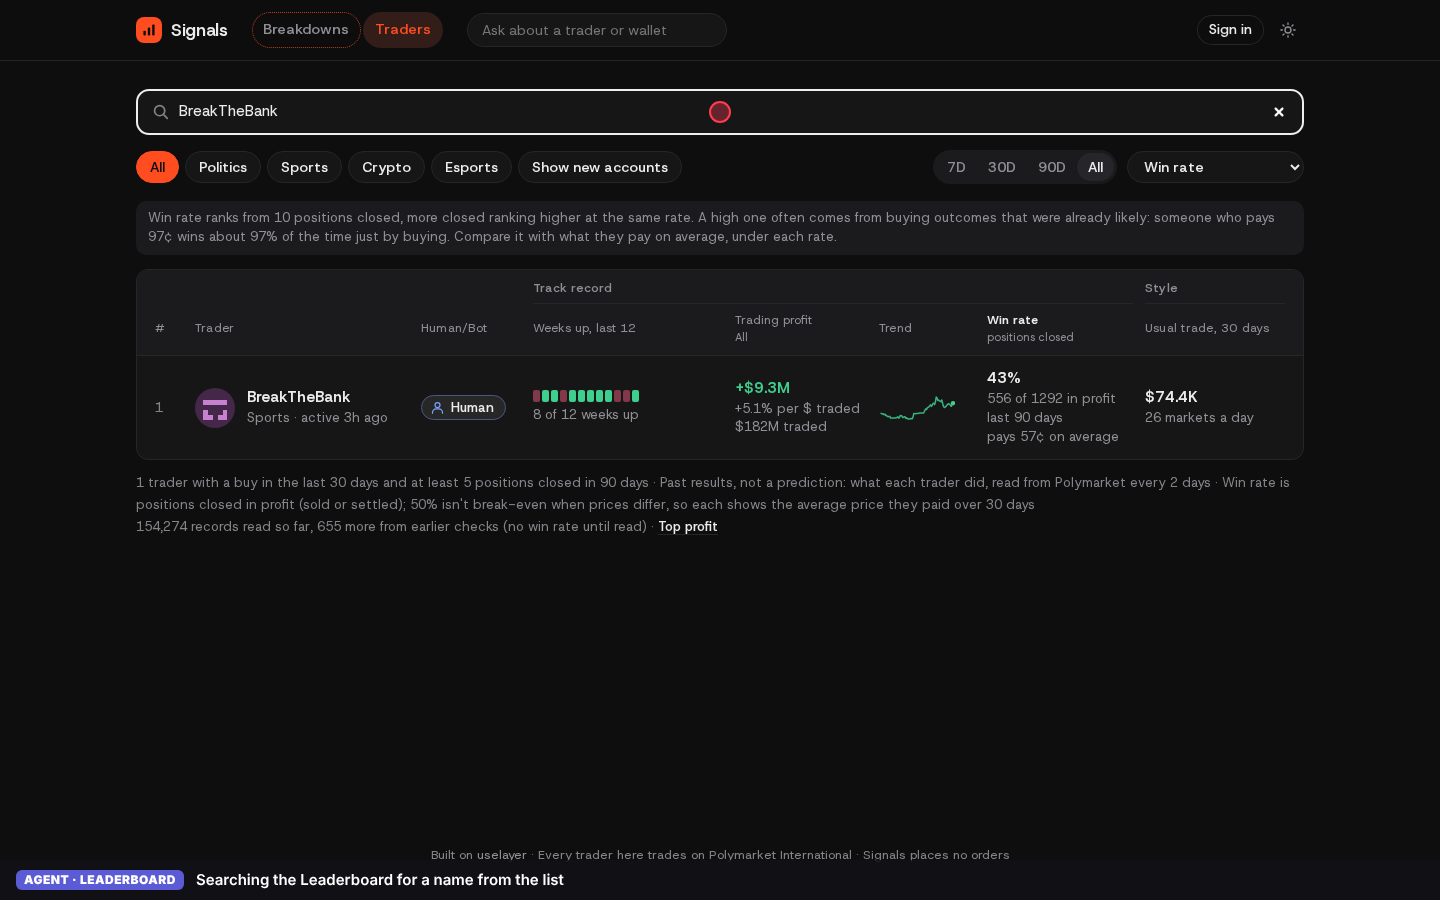 Signals
Breakdowns
Traders
Ask about a trader or wallet
Sign in
BreakTheBank
All
Politics
Sports
Crypto
Esports
Show new accounts
7D
30D
90D
All
Win rate
Win rate ranks from 10 positions closed, more closed ranking higher at the same rate. A high one often comes from buying outcomes that were already likely: someone who pays
97¢ wins about 97% of the time just by buying. Compare it with what they pay on average, under each rate.
Track record
Style
#
Trader
Human/Bot
Weeks up, last 12
Trading profit
All
Trend
Win rate
positions closed
Usual trade, 30 days
1
BreakTheBank
Sports · active 3h ago
Human
8 of 12 weeks up
+$9.3M
+5.1% per $ traded
$182M traded
43%
556 of 1292 in profit
last 90 days
pays 57¢ on average
$74.4K
26 markets a day
1 trader with a buy in the last 30 days and at least 5 positions closed in 90 days · Past results, not a prediction: what each trader did, read from Polymarket every 2 days · Win rate is
positions closed in profit (sold or settled); 50% isn't break-even when prices differ, so each shows the average price they paid over 30 days
154,274 records read so far, 655 more from earlier checks (no win rate until read) · Top profit
Built on uselayer · Every trader here trades on Polymarket International · Signals places no orders
AGENT · LEADERBOARD
Searching the Leaderboard for a name from the list